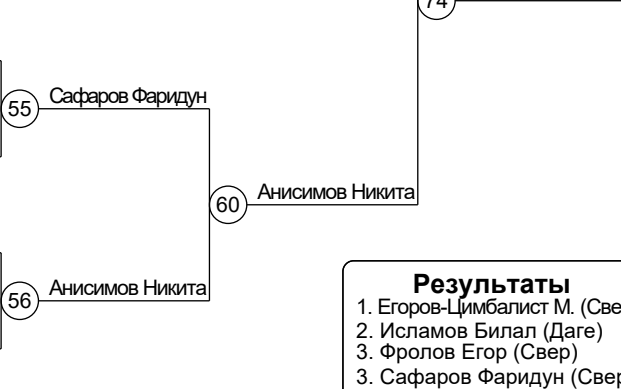 74
Сафаров Фаридун
55
Анисимов Никита
60
Анисимов Никита
56
Результаты
1. Егоров-Цимбалист М. (Све
2. Исламов Билал (Даге)
3. Фролов Егор (Свер)
3. Сафаров Фаридун (Свер